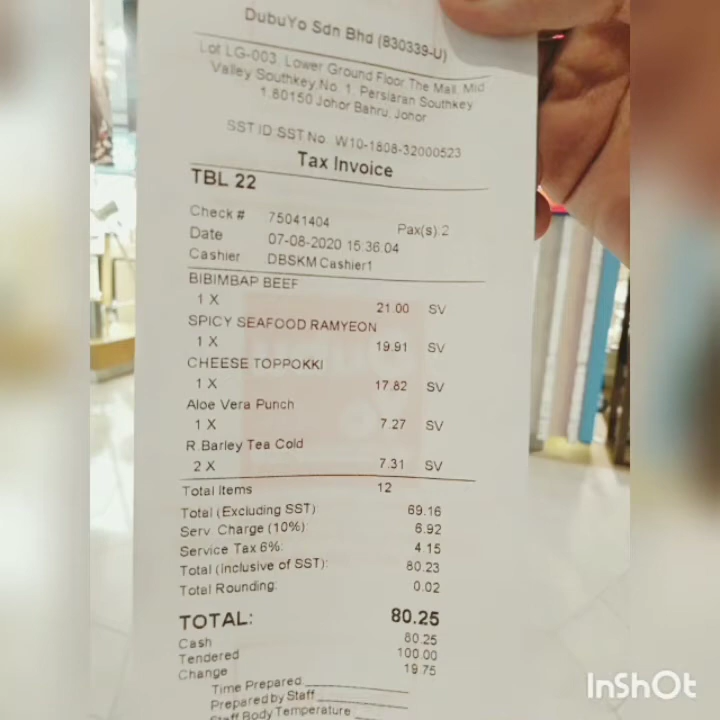 DubuYo Sdn Bhd (830339-U)
Lot LG-003, Lower Ground Floor, The Mall, Mid
Valley Southkey, No. 1, Persiaran Southkey
1,80150 Johor Bahru, Johor
SST ID SST No. W10-1808-32000523
Tax Invoice
TBL 22
Check # 75041404 Pax(s) 2
Date 07-08-2020 15:36:04
Cashier DBSKM Cashier1
BIBIMBAP BEEF
1 X 21.00 SV
SPICY SEAFOOD RAMYEON
1 X 19.91 SV
CHEESE TOPPOKKI
1 X 17.82 SV
Aloe Vera Punch
1 X 7.27 SV
R.Barley Tea Cold
2 X 7.31 SV
Total Items 12
Total (Excluding SST) 69.16
Serv. Charge (10%): 6.92
Service Tax 6%: 4.15
Total (Inclusive of SST): 80.23
Total Rounding: 0.02
TOTAL: 80.25
Cash 80.25
Tendered 100.00
Change 19.75
Time Prepared
Prepared by Staff
Staff Body Temperature
InShOt